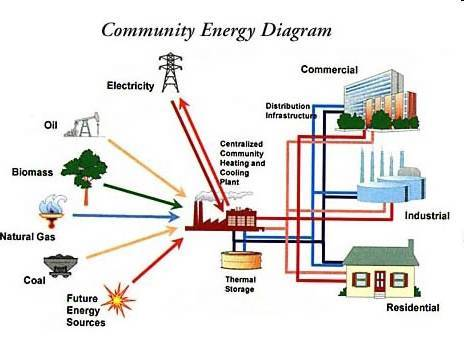 Community Energy Diagram
Electricity
Oil
Biomass
Natural Gas
Coal
Future
Energy
Sources
Centralized
Community
Heating and
Cooling
Plant
Thermal
Storage
Distribution
Infrastructure
Commercial
Industrial
Residential